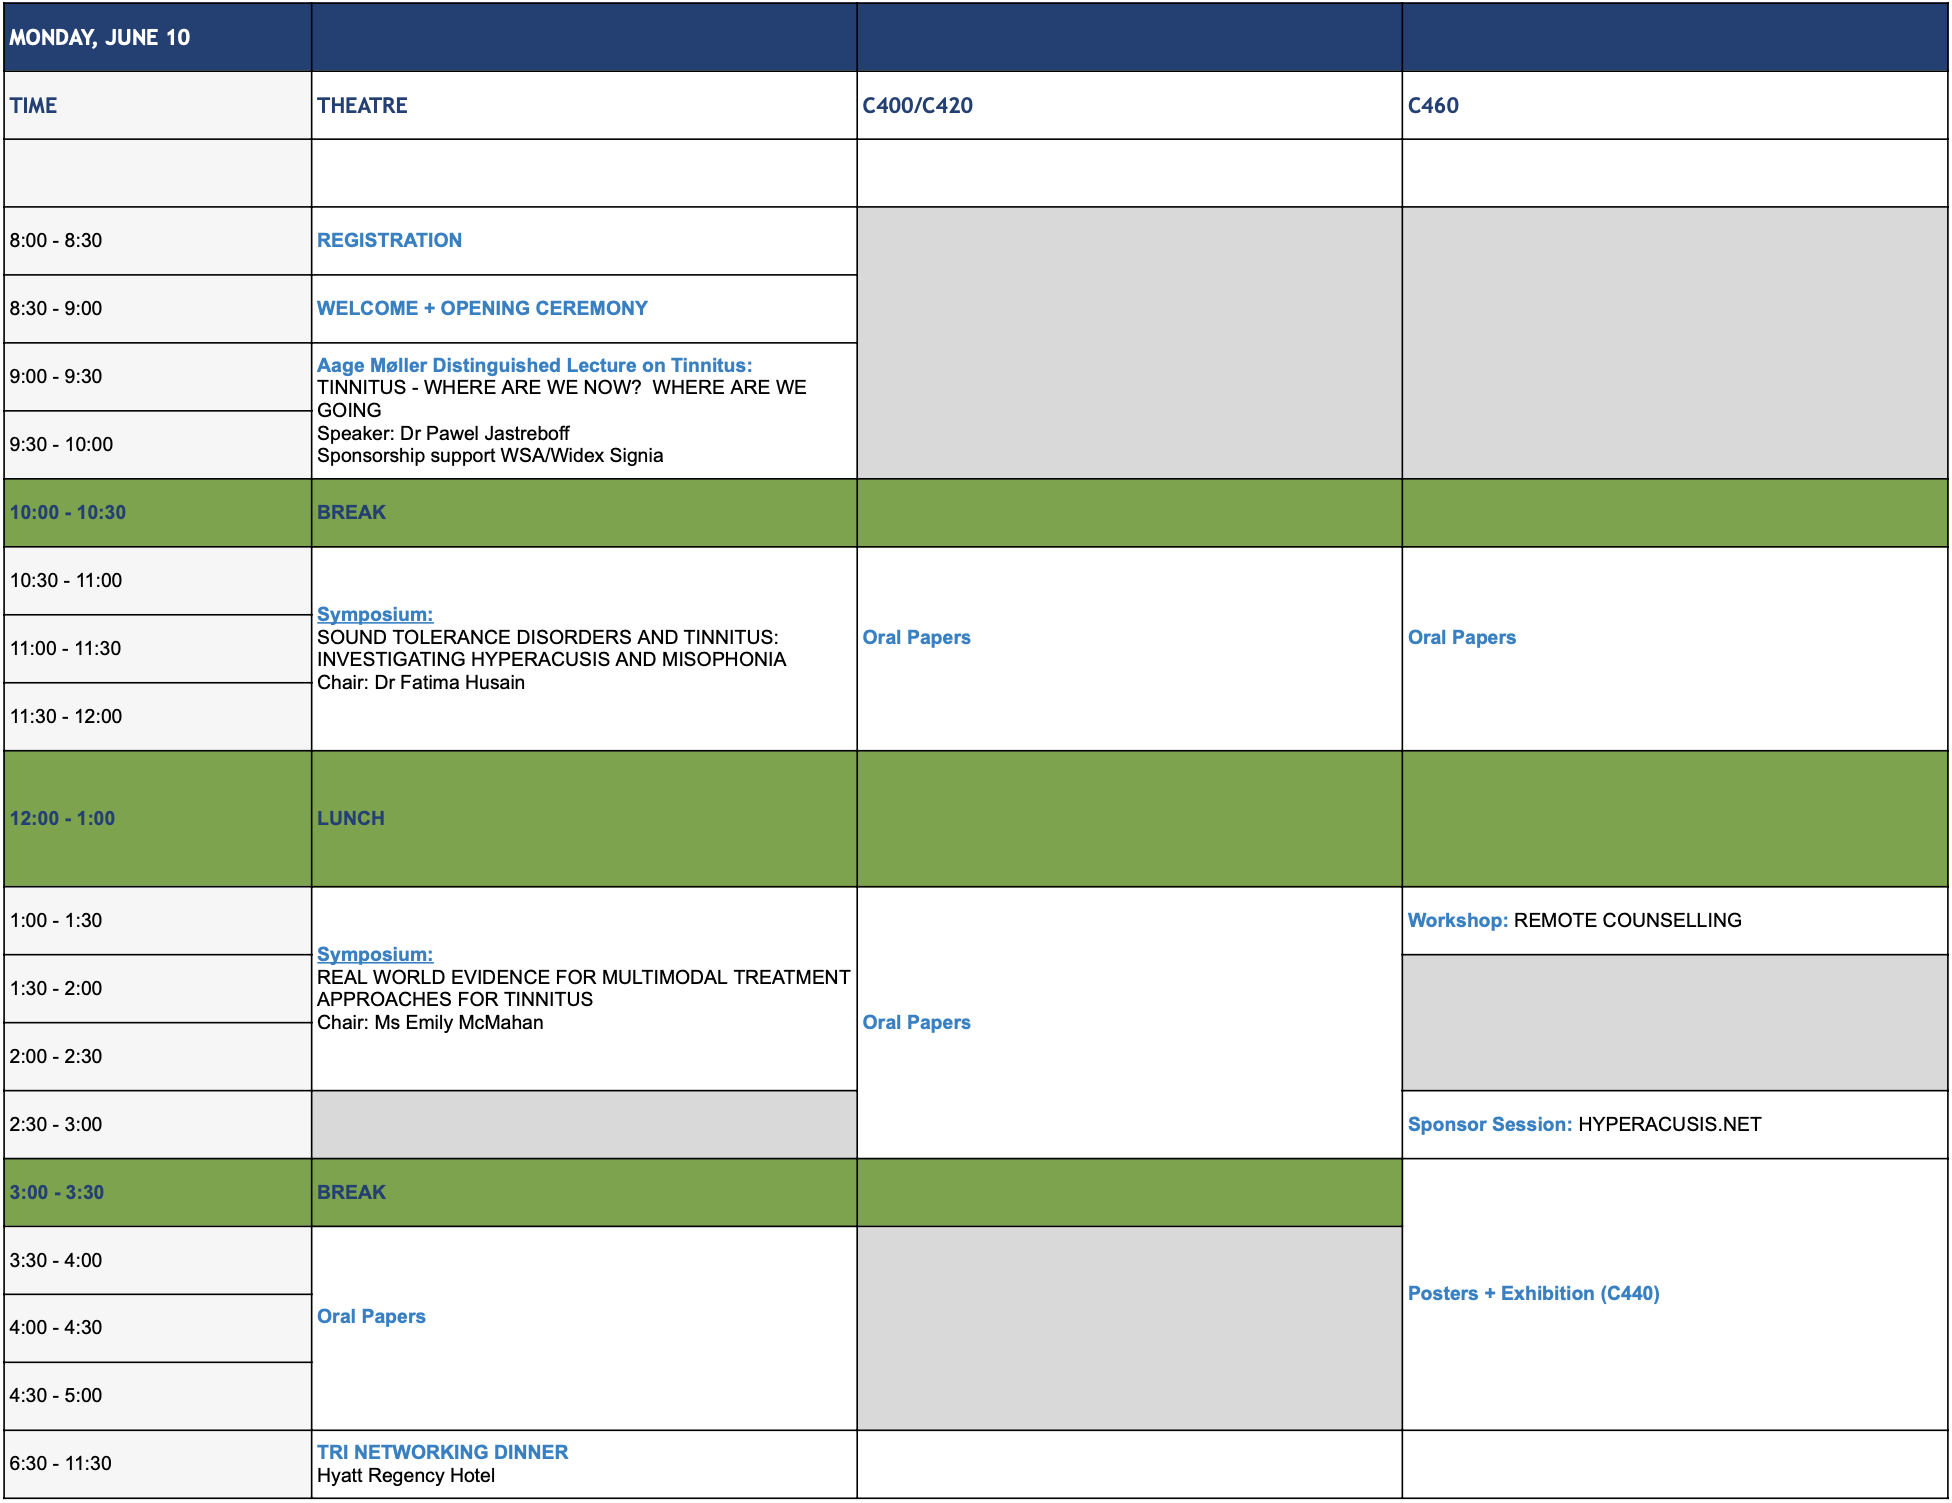 MONDAY, JUNE 10
TIME THEATRE C400/C420 C460
8:00 - 8:30 REGISTRATION
8:30 - 9:00 WELCOME + OPENING CEREMONY
9:00 - 9:30
Aage Møller Distinguished Lecture on Tinnitus:
TINNITUS - WHERE ARE WE NOW?  WHERE ARE WE
GOING
Speaker: Dr Pawel Jastreboff
Sponsorship support WSA/Widex Signia
9:30 - 10:00
10:00 - 10:30 BREAK
10:30 - 11:00
Symposium:
SOUND TOLERANCE DISORDERS AND TINNITUS:
INVESTIGATING HYPERACUSIS AND MISOPHONIA
Chair: Dr Fatima Husain
Oral Papers
Oral Papers
11:00 - 11:30
11:30 - 12:00
12:00 - 1:00 LUNCH
1:00 - 1:30
Symposium:
REAL WORLD EVIDENCE FOR MULTIMODAL TREATMENT
APPROACHES FOR TINNITUS
Chair: Ms Emily McMahan
Oral Papers
Workshop: REMOTE COUNSELLING
1:30 - 2:00
2:00 - 2:30
2:30 - 3:00
Sponsor Session: HYPERACUSIS.NET
3:00 - 3:30 BREAK
Posters + Exhibition (C440)
3:30 - 4:00
Oral Papers
4:00 - 4:30
4:30 - 5:00
6:30 - 11:30
TRI NETWORKING DINNER
Hyatt Regency Hotel